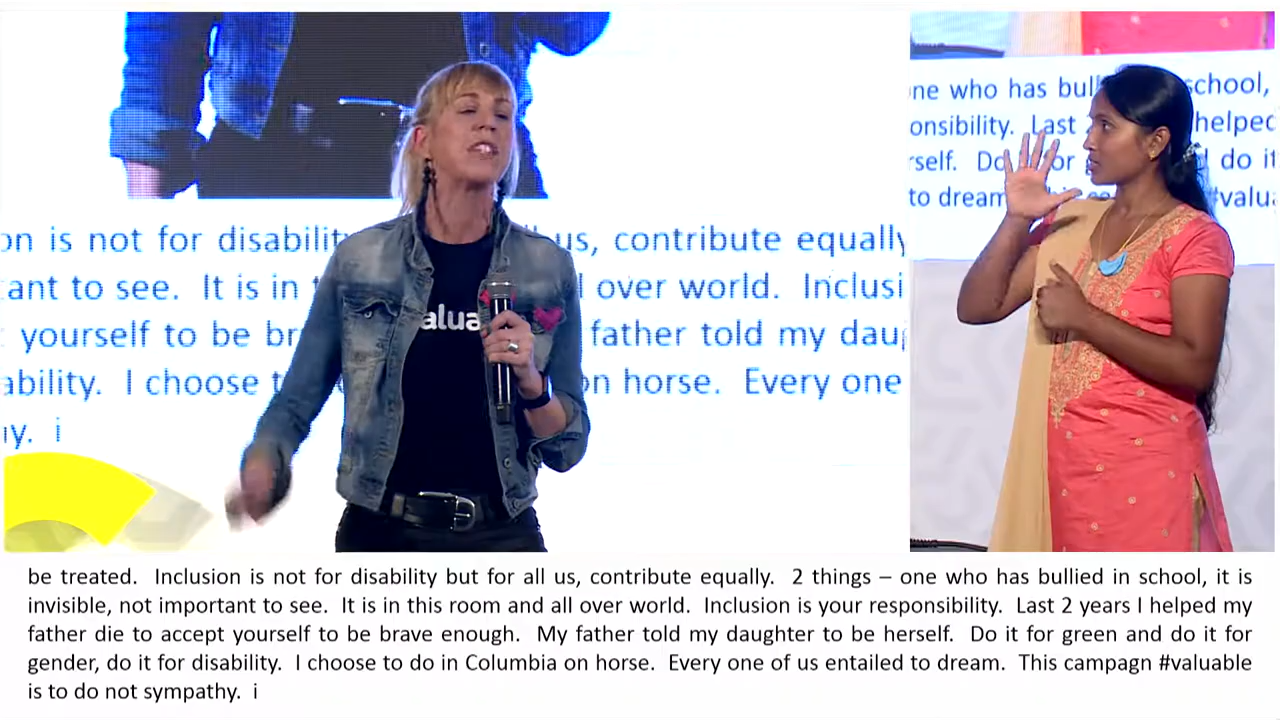 on is not for disability us, contribute equally
ant to see. It is in over world. Inclusi
yourself to be br father told my dau
ability. I choose on horse. Every one
y. i
alua
one who has bull school,
onsibility. Last helped
rself. Do for do it
to dream #valua
be treated. Inclusion is not for disability but for all us, contribute equally. 2 things – one who has bullied in school, it is
invisible, not important to see. It is in this room and all over world. Inclusion is your responsibility. Last 2 years I helped my
father die to accept yourself to be brave enough. My father told my daughter to be herself. Do it for green and do it for
gender, do it for disability. I choose to do in Columbia on horse. Every one of us entailed to dream. This campagn #valuable
is to do not sympathy. i